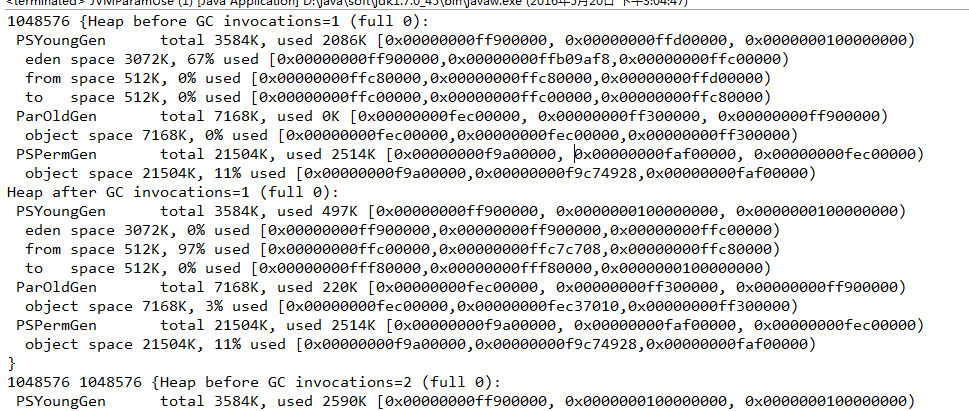 <terminated> JVMParamUse (1) [Java Application] D:\java\soft\jdk1.7.0_45\bin\javaw.exe (2016年5月20日 下午3:04:47)
1048576 {Heap before GC invocations=1 (full 0):
PSYoungGen      total 3584K, used 2086K [0x00000000ff900000, 0x00000000ffd00000, 0x0000000100000000)
eden space 3072K, 67% used [0x00000000ff900000,0x00000000ffb09af8,0x00000000ffc00000)
from space 512K, 0% used [0x00000000ffc80000,0x00000000ffc80000,0x00000000ffd00000)
to   space 512K, 0% used [0x00000000ffc00000,0x00000000ffc00000,0x00000000ffc80000)
ParOldGen       total 7168K, used 0K [0x00000000fec00000, 0x00000000ff300000, 0x00000000ff900000)
object space 7168K, 0% used [0x00000000fec00000,0x00000000fec00000,0x00000000ff300000)
PSPermGen       total 21504K, used 2514K [0x00000000f9a00000, 0x00000000faf00000, 0x00000000fec00000)
object space 21504K, 11% used [0x00000000f9a00000,0x00000000f9c74928,0x00000000faf00000)
Heap after GC invocations=1 (full 0):
PSYoungGen      total 3584K, used 497K [0x00000000ff900000, 0x0000000100000000, 0x0000000100000000)
eden space 3072K, 0% used [0x00000000ff900000,0x00000000ff900000,0x00000000ffc00000)
from space 512K, 97% used [0x00000000ffc00000,0x00000000ffc7c708,0x00000000ffc80000)
to   space 512K, 0% used [0x00000000fff80000,0x00000000fff80000,0x0000000100000000)
ParOldGen       total 7168K, used 220K [0x00000000fec00000, 0x00000000ff300000, 0x00000000ff900000)
object space 7168K, 3% used [0x00000000fec00000,0x00000000fec37010,0x00000000ff300000)
PSPermGen       total 21504K, used 2514K [0x00000000f9a00000, 0x00000000faf00000, 0x00000000fec00000)
object space 21504K, 11% used [0x00000000f9a00000,0x00000000f9c74928,0x00000000faf00000)
}
1048576 1048576 {Heap before GC invocations=2 (full 0):
PSYoungGen      total 3584K, used 2590K [0x00000000ff900000, 0x0000000100000000, 0x0000000100000000)